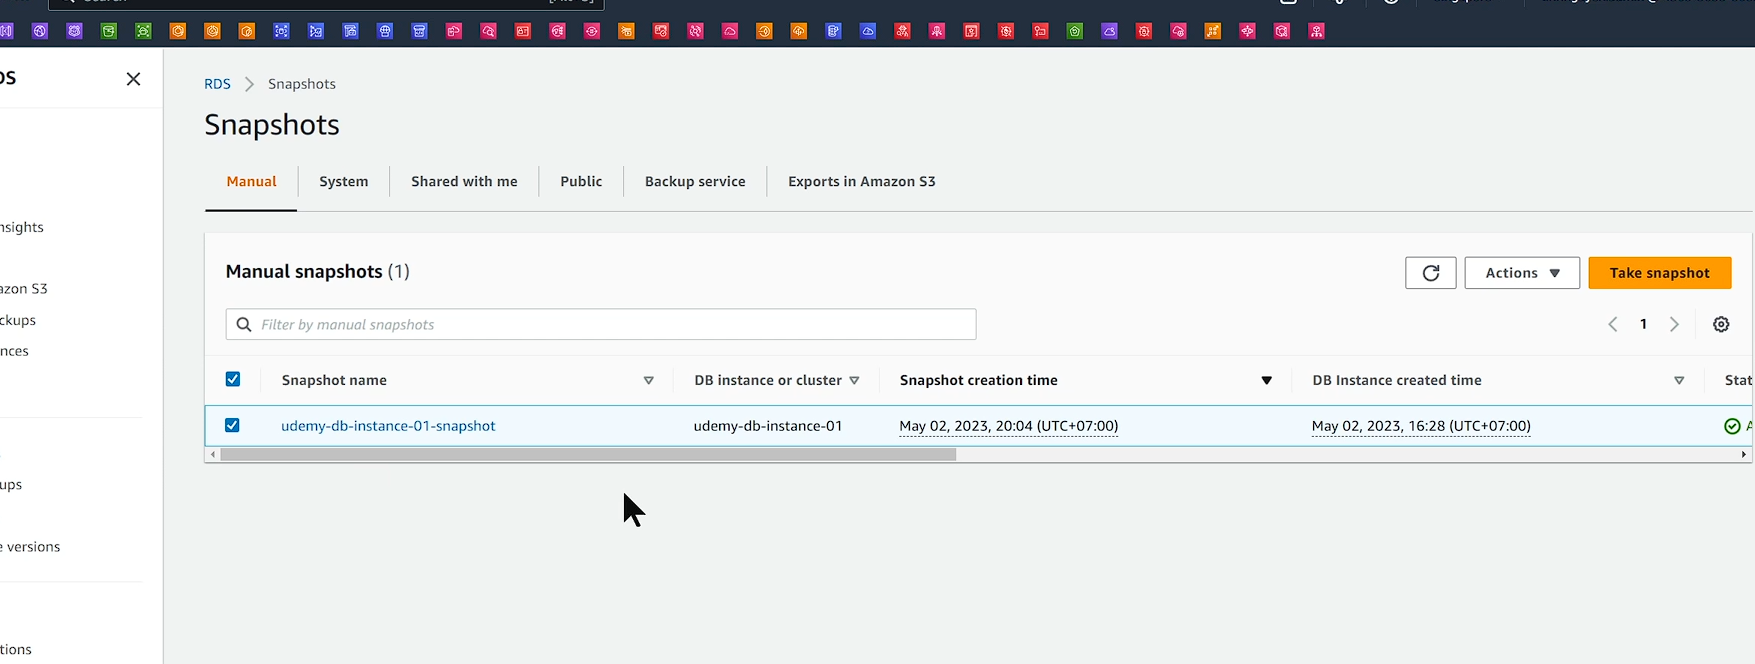 RDS > Snapshots
Snapshots
Manual
System
Shared with me
Public
Backup service
Exports in Amazon S3
Manual snapshots (1)
Actions
Take snapshot
Filter by manual snapshots
1
Snapshot name
DB instance or cluster
Snapshot creation time
DB Instance created time
Stat
udemy-db-instance-01-snapshot
udemy-db-instance-01
May 02, 2023, 20:04 (UTC+07:00)
May 02, 2023, 16:28 (UTC+07:00)
A
DS
nsights
azon S3
ckups
nces
ups
e versions
tions